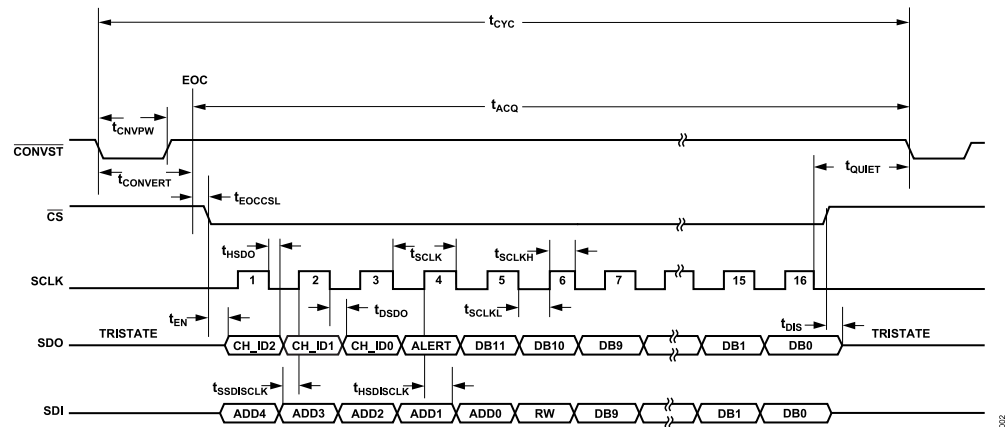 tCYC
EOC
tACQ
tCNVPW
CONVST
tCONVERT
tQUIET
tEOCCSL
CS
tHSDO
tSCLK
tSCLKH
SCLK
1 2 3 4 5 6 7 15 16
tEN
tDSDO
tSCLKL
tDIS
TRISTATE
TRISTATE
SDO
CH_ID2 CH_ID1 CH_ID0 ALERT DB11 DB10 DB9 DB1 DB0
tSSDISCLK
tHSDISCLK
SDI
ADD4 ADD3 ADD2 ADD1 ADD0 RW DB9 DB1 DB0
002